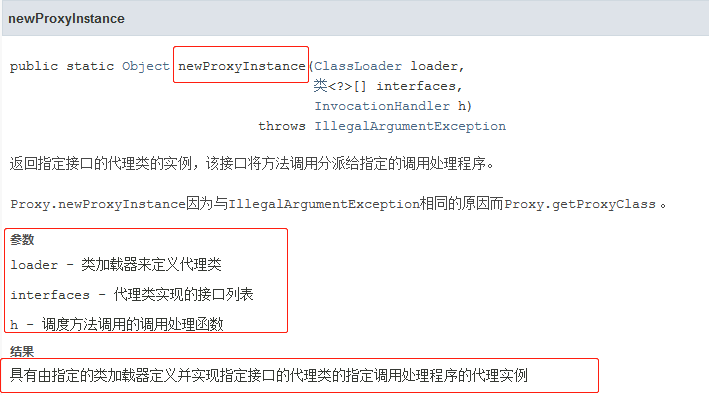 newProxyInstance
public static Object newProxyInstance(ClassLoader loader,
类<?>[] interfaces,
InvocationHandler h)
throws IllegalArgumentException
返回指定接口的代理类的实例，该接口将方法调用分派给指定的调用处理程序。
Proxy.newProxyInstance因为与IllegalArgumentException相同的原因而Proxy.getProxyClass 。
参数
loader - 类加载器来定义代理类
interfaces - 代理类实现的接口列表
h - 调度方法调用的调用处理函数
结果
具有由指定的类加载器定义并实现指定接口的代理类的指定调用处理程序的代理实例